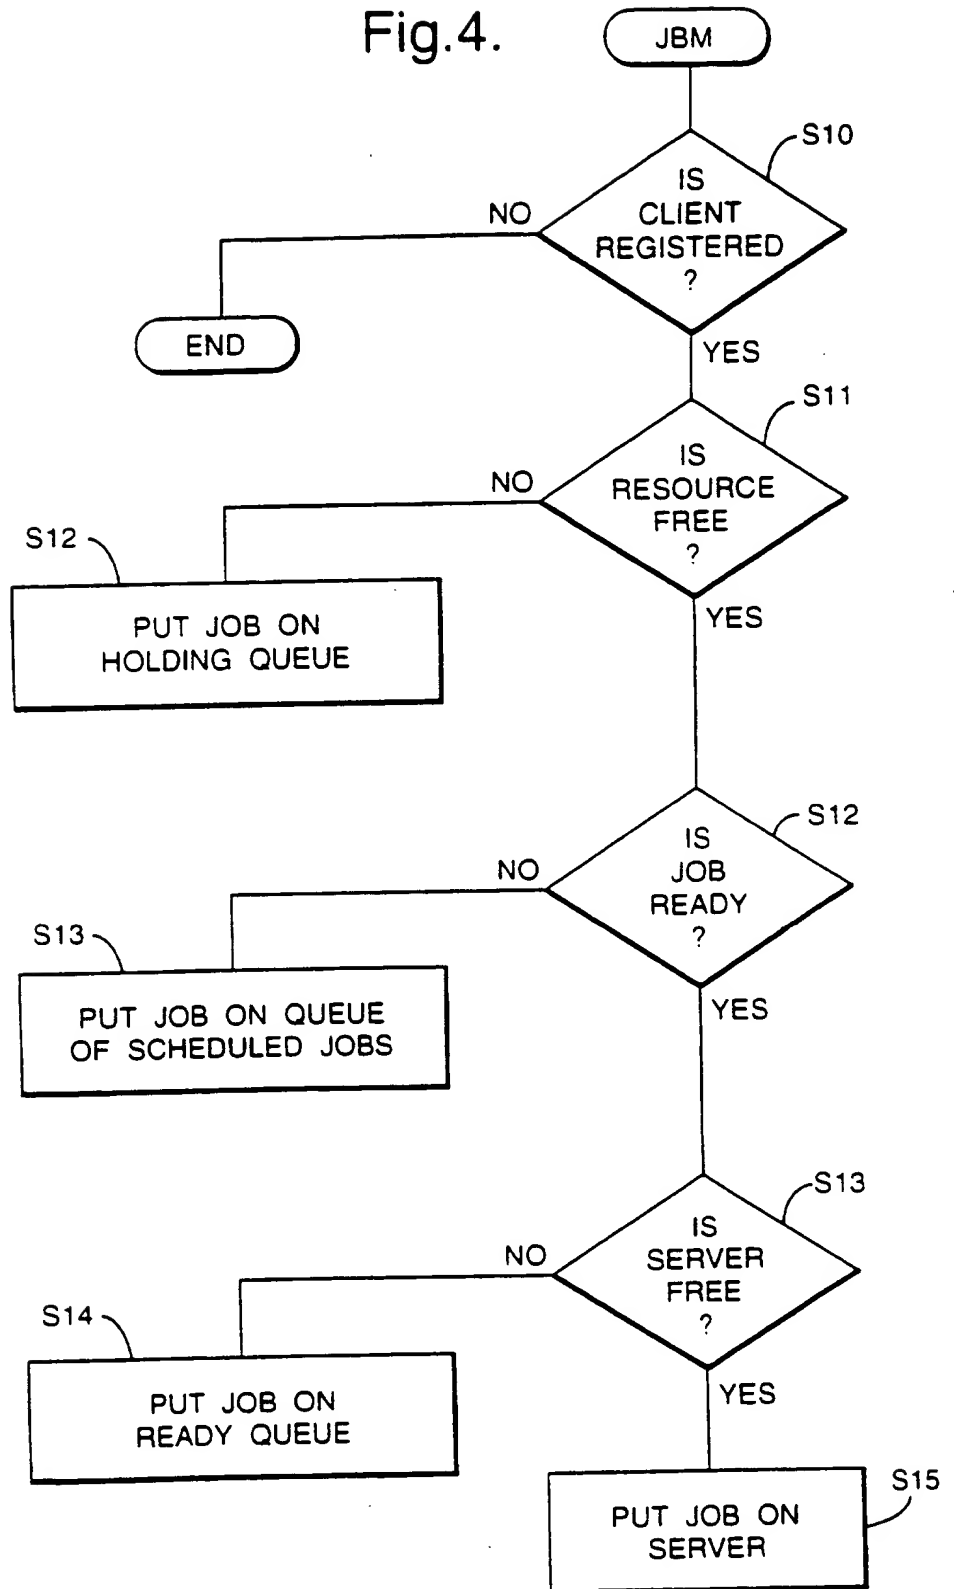 Fig.4.
JBM
S10
IS
CLIENT
REGISTERED
?
NO
END
YES
S11
IS
RESOURCE
FREE
?
NO
S12
PUT JOB ON
HOLDING QUEUE
YES
S12
IS
JOB
READY
?
NO
S13
PUT JOB ON QUEUE
OF SCHEDULED JOBS
YES
S13
IS
SERVER
FREE
?
NO
S14
PUT JOB ON
READY QUEUE
YES
S15
PUT JOB ON
SERVER